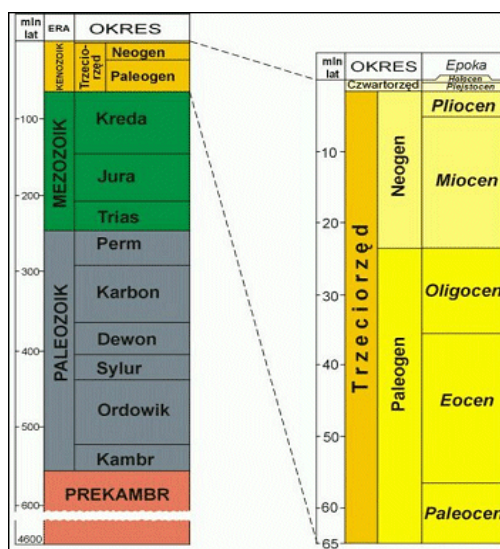 mln lat ERA OKRES
KENOZOIK
Trzecio-rzęd
Neogen
Paleogen
100
MEZOZOIK
Kreda
Jura
200
Trias
PALEOZOIK
Perm
300
Karbon
Dewon
400
Sylur
Ordowik
500
Kambr
PREKAMBR
600
4600
mln lat OKRES Epoka
Holocen
Czwartorzęd Plejstocen
Trzeciorzęd
Neogen
Pliocen
10
Miocen
20
Paleogen
Oligocen
30
40
Eocen
50
60
Paleocen
65